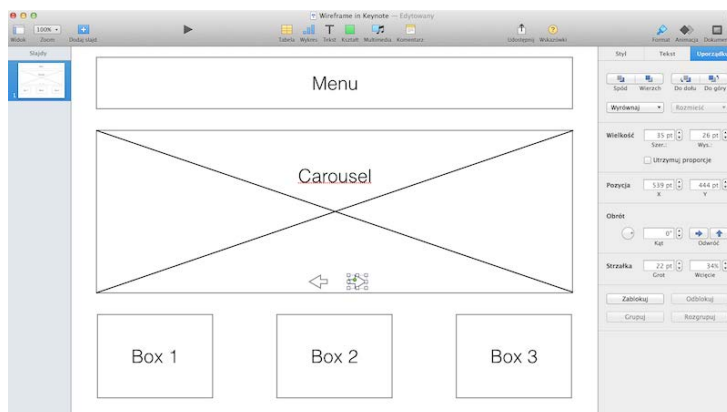 Wireframe in Keynote — Edytowany
100%
Widok Zoom Dodaj slajd
Tabela Wykres Tekst Kształt Multimedia Komentarz
Udostępnij Wskazówki
Format Animacja Dokument
Slajdy
1
Menu
Carousel
Box 1 Box 2 Box 3
Styl Tekst
Spód Wierzch Do dołu Do góry
Wyrównaj Rozmieść
Wielkość 35 pt 26 pt
Szer.: Wys.:
Utrzymuj proporcje
Pozycja 539 pt 444 pt
X Y
Obrót
0°
Kąt Odwróć
Strzałka 22 pt 34%
Grot Wcięcie
Zablokuj Odblokuj
Grupuj Rozgrupuj